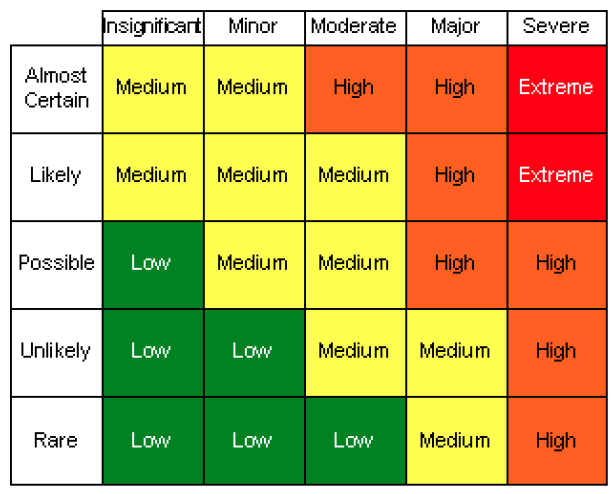 Insignificant Minor Moderate Major Severe
Almost
Certain
Medium Medium High High Extreme
Likely Medium Medium Medium High Extreme
Possible Low Medium Medium High High
Unlikely Low Low Medium Medium High
Rare Low Low Low Medium High